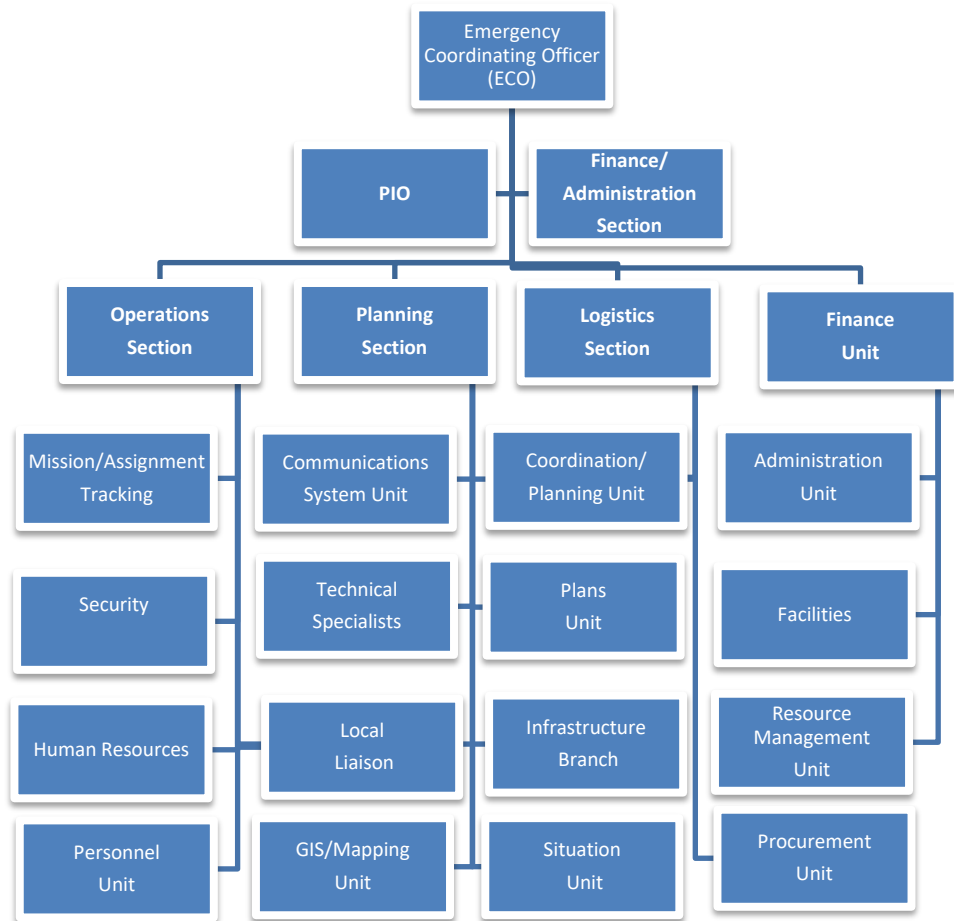 Emergency
Coordinating Officer
(ECO)
PIO
Finance/
Administration
Section
Operations
Section
Planning
Section
Logistics
Section
Finance
Unit
Mission/Assignment
Tracking
Communications
System Unit
Coordination/
Planning Unit
Administration
Unit
Security
Technical
Specialists
Plans
Unit
Facilities
Human Resources
Local
Liaison
Infrastructure
Branch
Resource
Management
Unit
Personnel
Unit
GIS/Mapping
Unit
Situation
Unit
Procurement
Unit